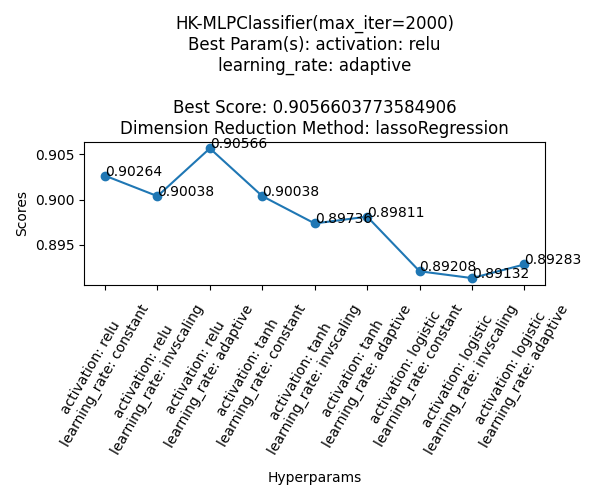 HK-MLPClassifier(max_iter=2000)
Best Param(s): activation: relu
learning_rate: adaptive
Best Score: 0.9056603773584906
Dimension Reduction Method: lassoRegression
Scores
0.905
0.900
0.895
0.90264
0.90038
0.90566
0.90038
0.89736
0.89811
0.89208
0.89132
0.89283
activation: relu
learning_rate: constant
activation: relu
learning_rate: invscaling
activation: relu
learning_rate: adaptive
activation: tanh
learning_rate: constant
activation: tanh
learning_rate: invscaling
activation: tanh
learning_rate: adaptive
activation: logistic
learning_rate: constant
activation: logistic
learning_rate: invscaling
activation: logistic
learning_rate: adaptive
Hyperparams